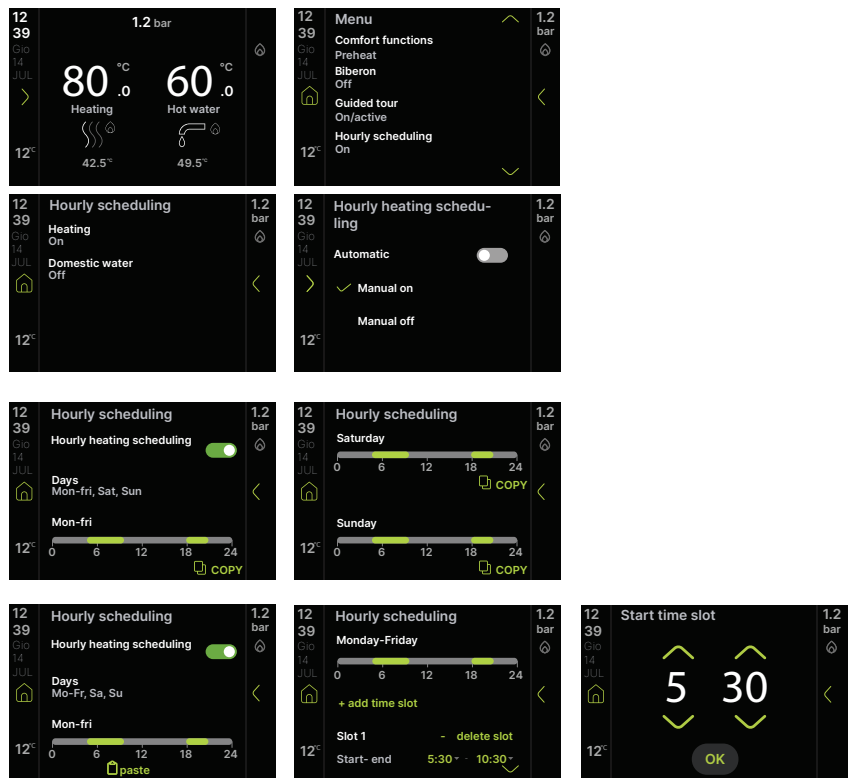 12
39
Gio
14
JUL
12°C
1.2 bar
80 .0 °C
60 .0 °C
Heating
Hot water
42.5°C
49.5°C
12
39
Gio
14
JUL
12°C
Menu
Comfort functions
Preheat
Biberon
Off
Guided tour
On/active
Hourly scheduling
On
1.2
bar
12
39
Gio
14
JUL
12°C
Hourly scheduling
Heating
On
Domestic water
Off
1.2
bar
12
39
Gio
14
JUL
12°C
Hourly heating schedu-
ling
Automatic
Manual on
Manual off
1.2
bar
12
39
Gio
14
JUL
12°C
Hourly scheduling
Hourly heating scheduling
Days
Mon-fri, Sat, Sun
Mon-fri
0 6 12 18 24
COPY
1.2
bar
12
39
Gio
14
JUL
12°C
Hourly scheduling
Saturday
0 6 12 18 24
COPY
Sunday
0 6 12 18 24
COPY
1.2
bar
12
39
Gio
14
JUL
12°C
Hourly scheduling
Hourly heating scheduling
Days
Mo-Fr, Sa, Su
Mon-fri
0 6 12 18 24
paste
1.2
bar
12
39
Gio
14
JUL
12°C
Hourly scheduling
Monday-Friday
0 6 12 18 24
+ add time slot
Slot 1 - delete slot
Start- end 5:30 - 10:30
1.2
bar
12
39
Gio
14
JUL
12°C
Start time slot
5 30
OK
1.2
bar